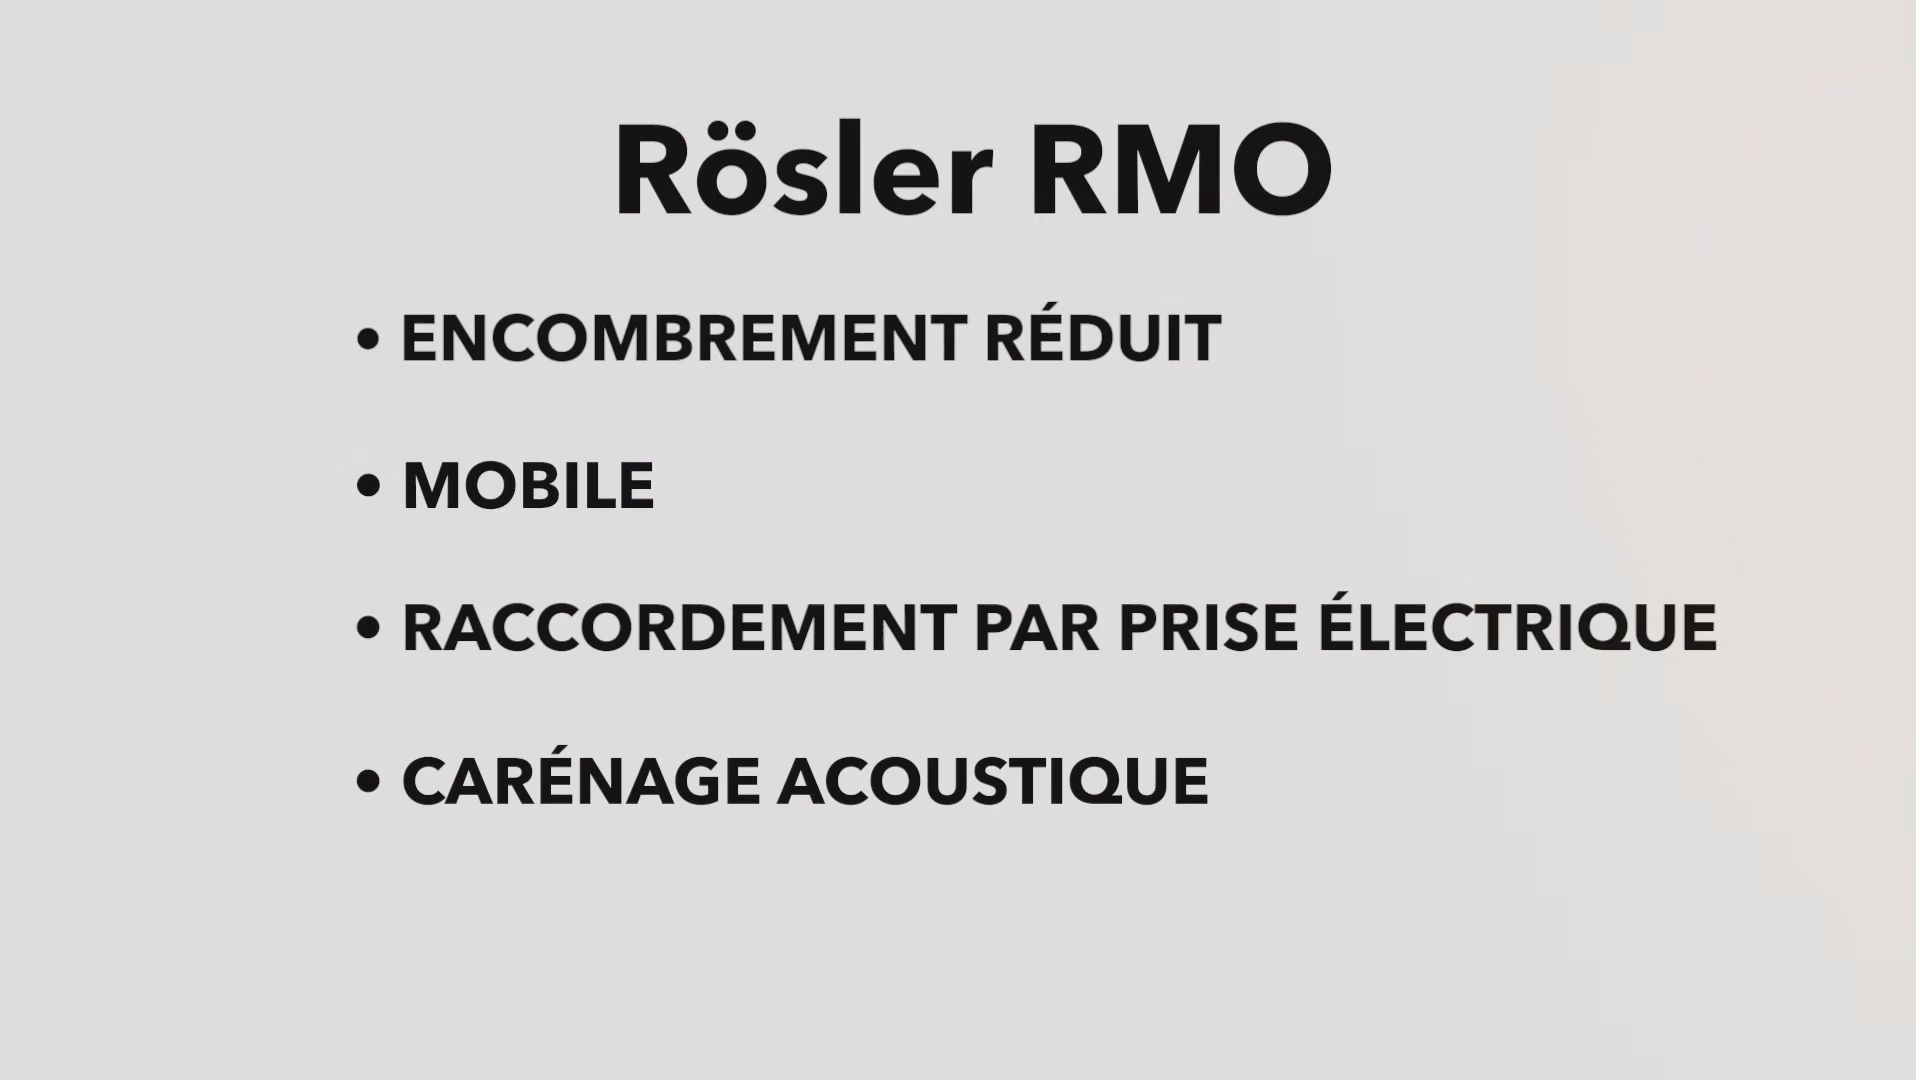 Rösler RMO
• ENCOMBREMENT RÉDUIT
• MOBILE
• RACCORDEMENT PAR PRISE ÉLECTRIQUE
• CARÉNAGE ACOUSTIQUE